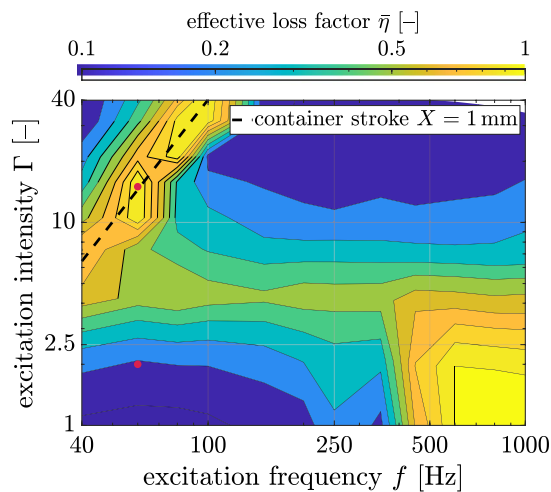 effective loss factor η̄ [–]
0.1 0.2 0.5 1
container stroke X = 1 mm
excitation intensity Γ [–]
40
10
2.5
1
40 100 250 500 1000
excitation frequency f [Hz]